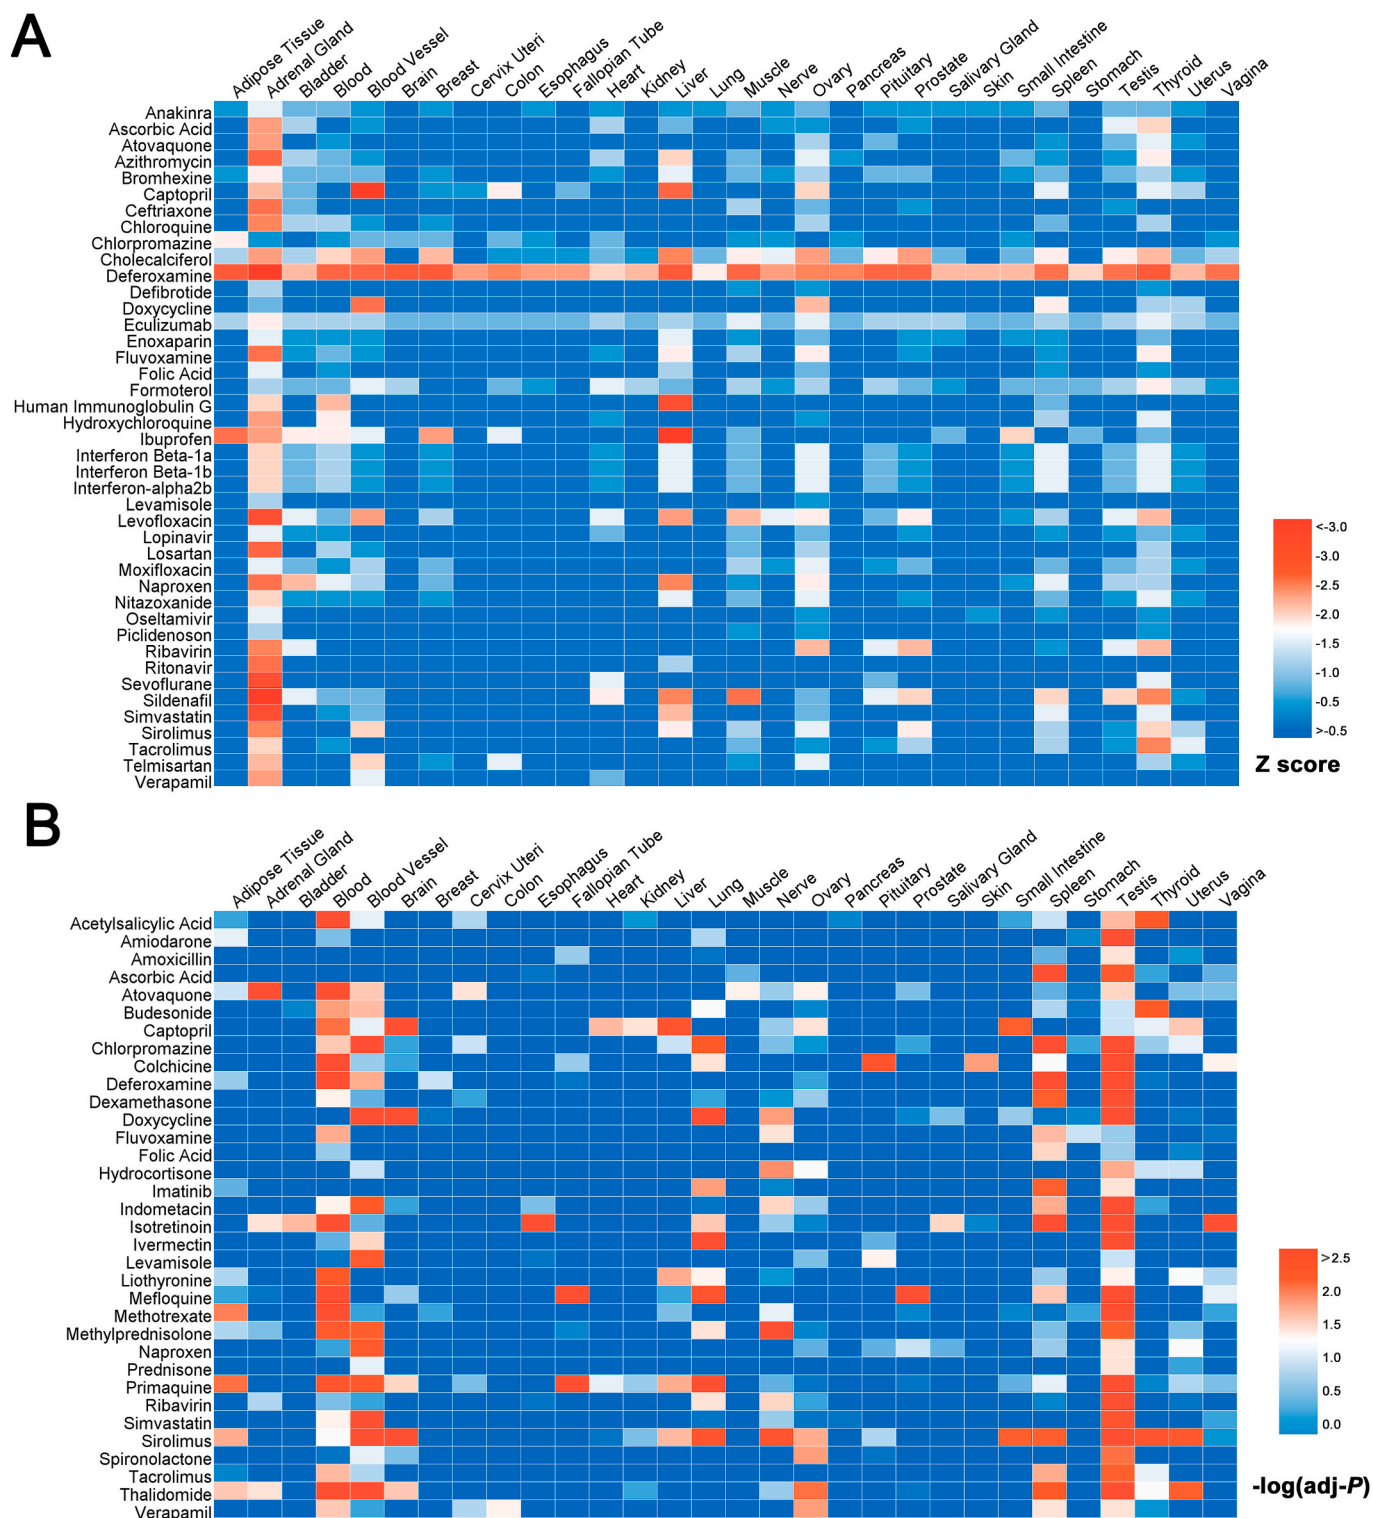 A
Adipose Tissue
Adrenal Gland
Bladder
Blood
Blood Vessel
Brain
Breast
Cervix Uteri
Colon
Esophagus
Fallopian Tube
Heart
Kidney
Liver
Lung
Muscle
Nerve
Ovary
Pancreas
Pituitary
Prostate
Salivary Gland
Skin
Small Intestine
Spleen
Stomach
Testis
Thyroid
Uterus
Vagina
Anakinra
Ascorbic Acid
Atovaquone
Azithromycin
Bromhexine
Captopril
Ceftriaxone
Chloroquine
Chlorpromazine
Cholecalciferol
Deferoxamine
Defibrotide
Doxycycline
Eculizumab
Enoxaparin
Fluvoxamine
Folic Acid
Formoterol
Human Immunoglobulin G
Hydroxychloroquine
Ibuprofen
Interferon Beta-1a
Interferon Beta-1b
Interferon-alpha2b
Levamisole
Levofloxacin
Lopinavir
Losartan
Moxifloxacin
Naproxen
Nitazoxanide
Oseltamivir
Piclidenoson
Ribavirin
Ritonavir
Sevoflurane
Sildenafil
Simvastatin
Sirolimus
Tacrolimus
Telmisartan
Verapamil
<-3.0
-3.0
-2.5
-2.0
-1.5
-1.0
-0.5
>-0.5
Z score
B
Adipose Tissue
Adrenal Gland
Bladder
Blood
Blood Vessel
Brain
Breast
Cervix Uteri
Colon
Esophagus
Fallopian Tube
Heart
Kidney
Liver
Lung
Muscle
Nerve
Ovary
Pancreas
Pituitary
Prostate
Salivary Gland
Skin
Small Intestine
Spleen
Stomach
Testis
Thyroid
Uterus
Vagina
Acetylsalicylic Acid
Amiodarone
Amoxicillin
Ascorbic Acid
Atovaquone
Budesonide
Captopril
Chlorpromazine
Colchicine
Deferoxamine
Dexamethasone
Doxycycline
Fluvoxamine
Folic Acid
Hydrocortisone
Imatinib
Indometacin
Isotretinoin
Ivermectin
Levamisole
Liothyronine
Mefloquine
Methotrexate
Methylprednisolone
Naproxen
Prednisone
Primaquine
Ribavirin
Simvastatin
Sirolimus
Spironolactone
Tacrolimus
Thalidomide
Verapamil
>2.5
2.0
1.5
1.0
0.5
0.0
-log(adj-P)